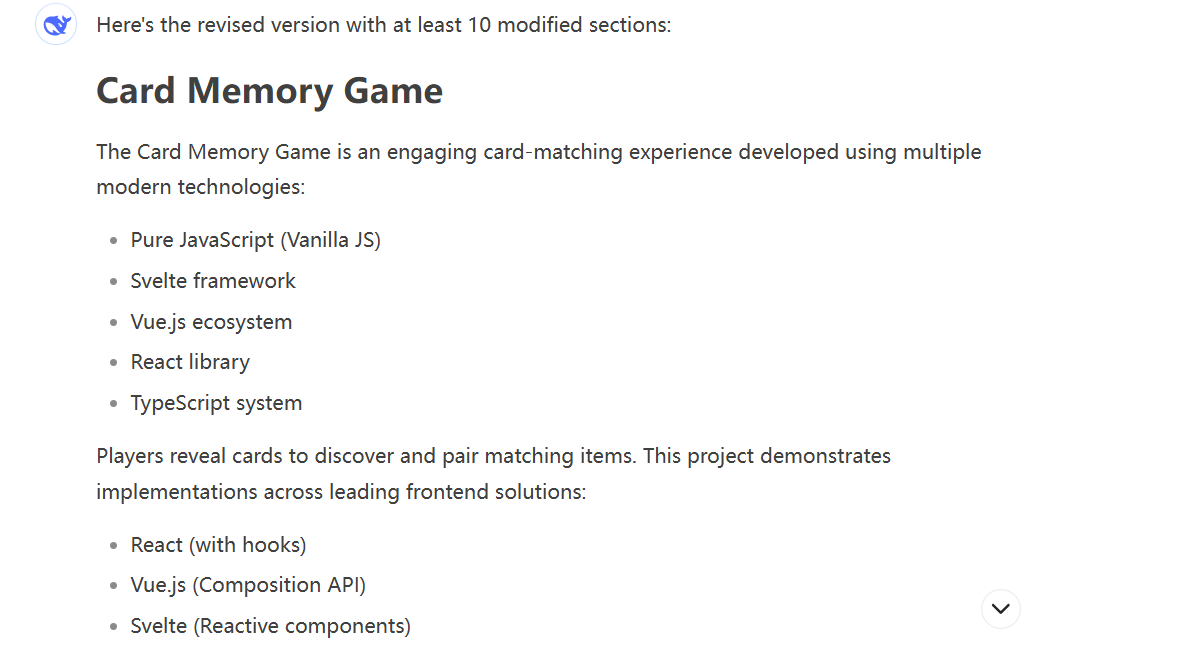 Here's the revised version with at least 10 modified sections:
Card Memory Game
The Card Memory Game is an engaging card-matching experience developed using multiple
modern technologies:
Pure JavaScript (Vanilla JS)
Svelte framework
Vue.js ecosystem
React library
TypeScript system
Players reveal cards to discover and pair matching items. This project demonstrates
implementations across leading frontend solutions:
React (with hooks)
Vue.js (Composition API)
Svelte (Reactive components)